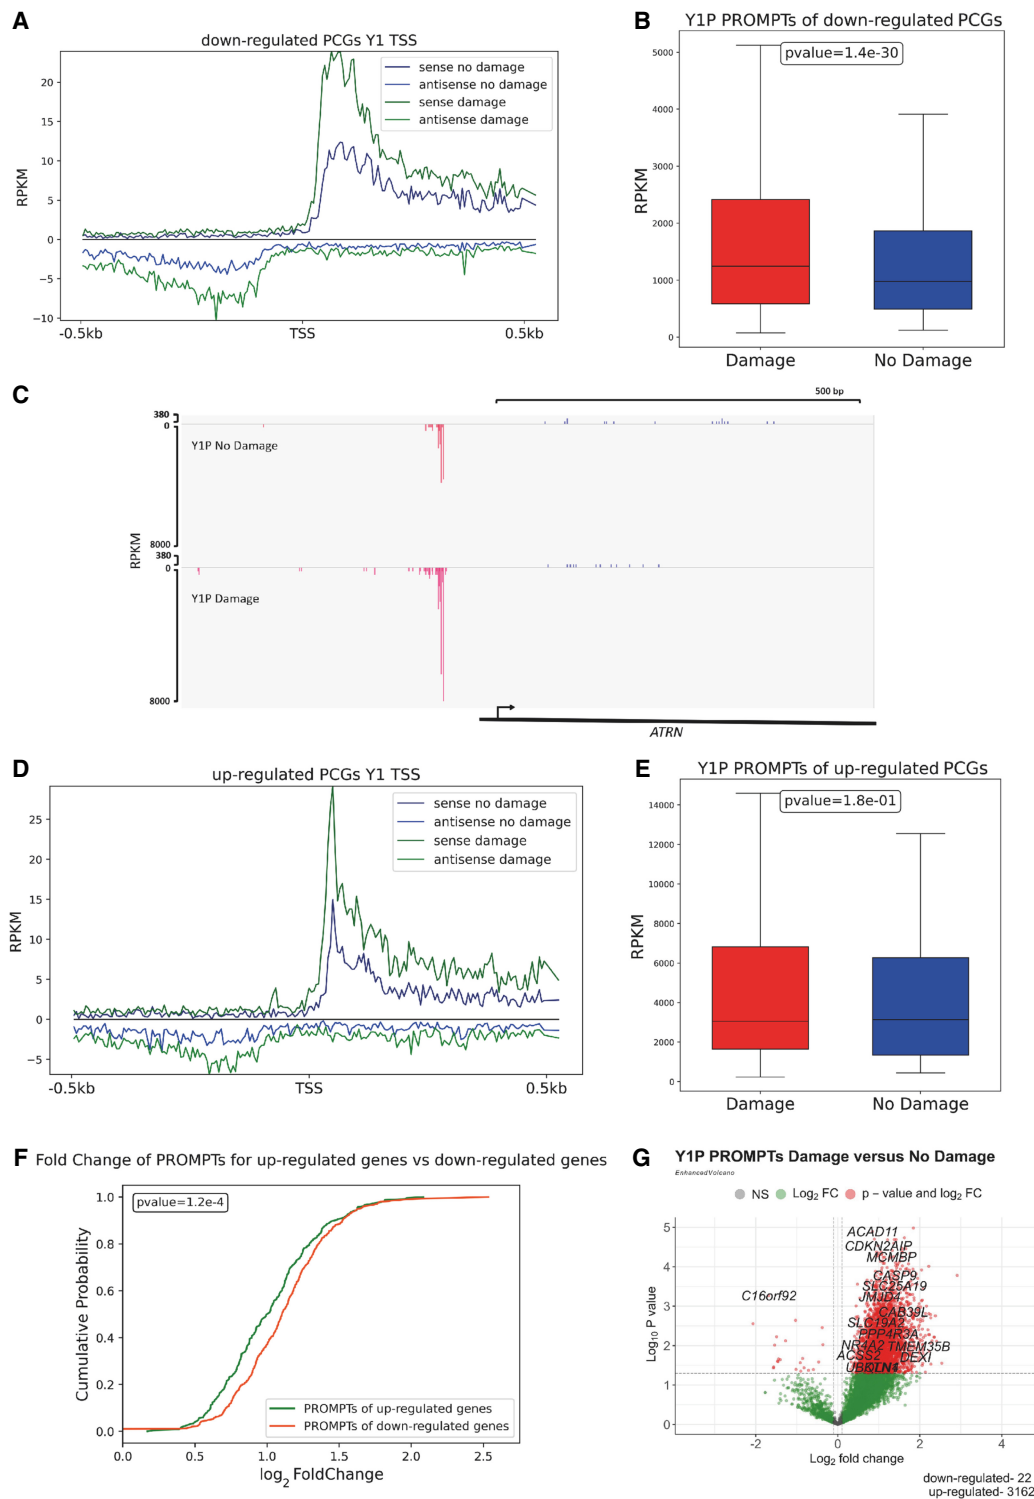 A
down-regulated PCGs Y1 TSS
RPKM
20
15
10
5
0
−5
−10
-0.5kb
TSS
0.5kb
sense no damage
antisense no damage
sense damage
antisense damage
B
Y1P PROMPTs of down-regulated PCGs
pvalue=1.4e-30
RPKM
5000
4000
3000
2000
1000
0
Damage
No Damage
C
500 bp
380
0
Y1P No Damage
8000
RPKM
380
0
Y1P Damage
8000
ATRN
D
up-regulated PCGs Y1 TSS
RPKM
25
20
15
10
5
0
−5
-0.5kb
TSS
0.5kb
sense no damage
antisense no damage
sense damage
antisense damage
E
Y1P PROMPTs of up-regulated PCGs
pvalue=1.8e-01
RPKM
14000
12000
10000
8000
6000
4000
2000
0
Damage
No Damage
F
Fold Change of PROMPTs for up-regulated genes vs down-regulated genes
pvalue=1.2e-4
Cumulative Probability
1.0
0.8
0.6
0.4
0.2
0.0
0.0
0.5
1.0
1.5
2.0
2.5
log2 FoldChange
PROMPTs of up-regulated genes
PROMPTs of down-regulated genes
G
Y1P PROMPTs Damage versus No Damage
EnhancedVolcano
NS
Log2 FC
p − value and log2 FC
Log10 P value
5
4
3
2
1
0
ACAD11
CDKN2AIP
MCMBP
CASP9
SLC25A19
C16orf92
JMJD4
CAB39L
SLC19A2
PPP4R3A
NR4A2
TMEM35B
ACSS2
DEXI
-2
0
2
4
Log2 fold change
down-regulated- 22
up-regulated- 3162